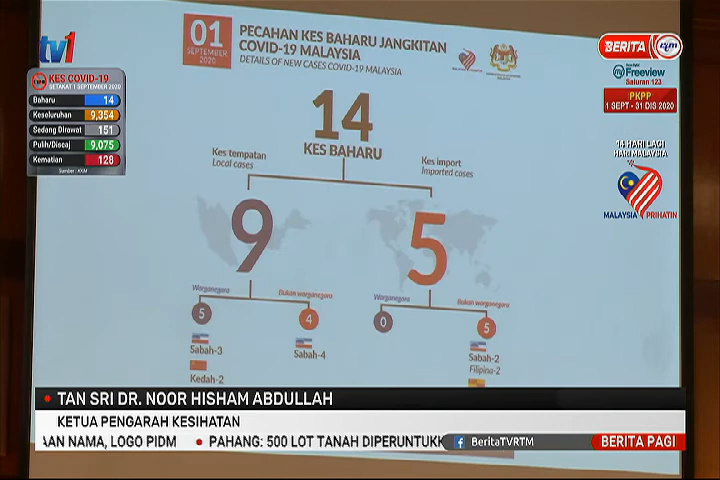 tv1
01
SEPTEMBER
2020
PECAHAN KES BAHARU JANGKITAN
COVID-19 MALAYSIA
DETAILS OF NEW CASES COVID-19 MALAYSIA
BERITA rtm
Freeview
Saluran 123
PKPP
1 SEPT - 31 DIS 2020
14 HARI LAGI
HARI MALAYSIA
MALAYSIA PRIHATIN
KES COVID-19
SETAKAT 1 SEPTEMBER 2020
Baharu 14
Keseluruhan 9,354
Sedang Dirawat 151
Pulih/Discaj 9,075
Kematian 128
Sumber : KKM
14
KES BAHARU
Kes tempatan
Local cases
Kes import
Imported cases
9
5
Warganegara
Bukan warganegara
Warganegara
Bukan warganegara
5
4
0
5
Sabah-3
Kedah-2
Sabah-4
Sabah-2
Filipina-2
TAN SRI DR. NOOR HISHAM ABDULLAH
KETUA PENGARAH KESIHATAN
AAN NAMA, LOGO PIDM • PAHANG: 500 LOT TANAH DIPERUNTUKK
BeritaTVRTM
BERITA PAGI